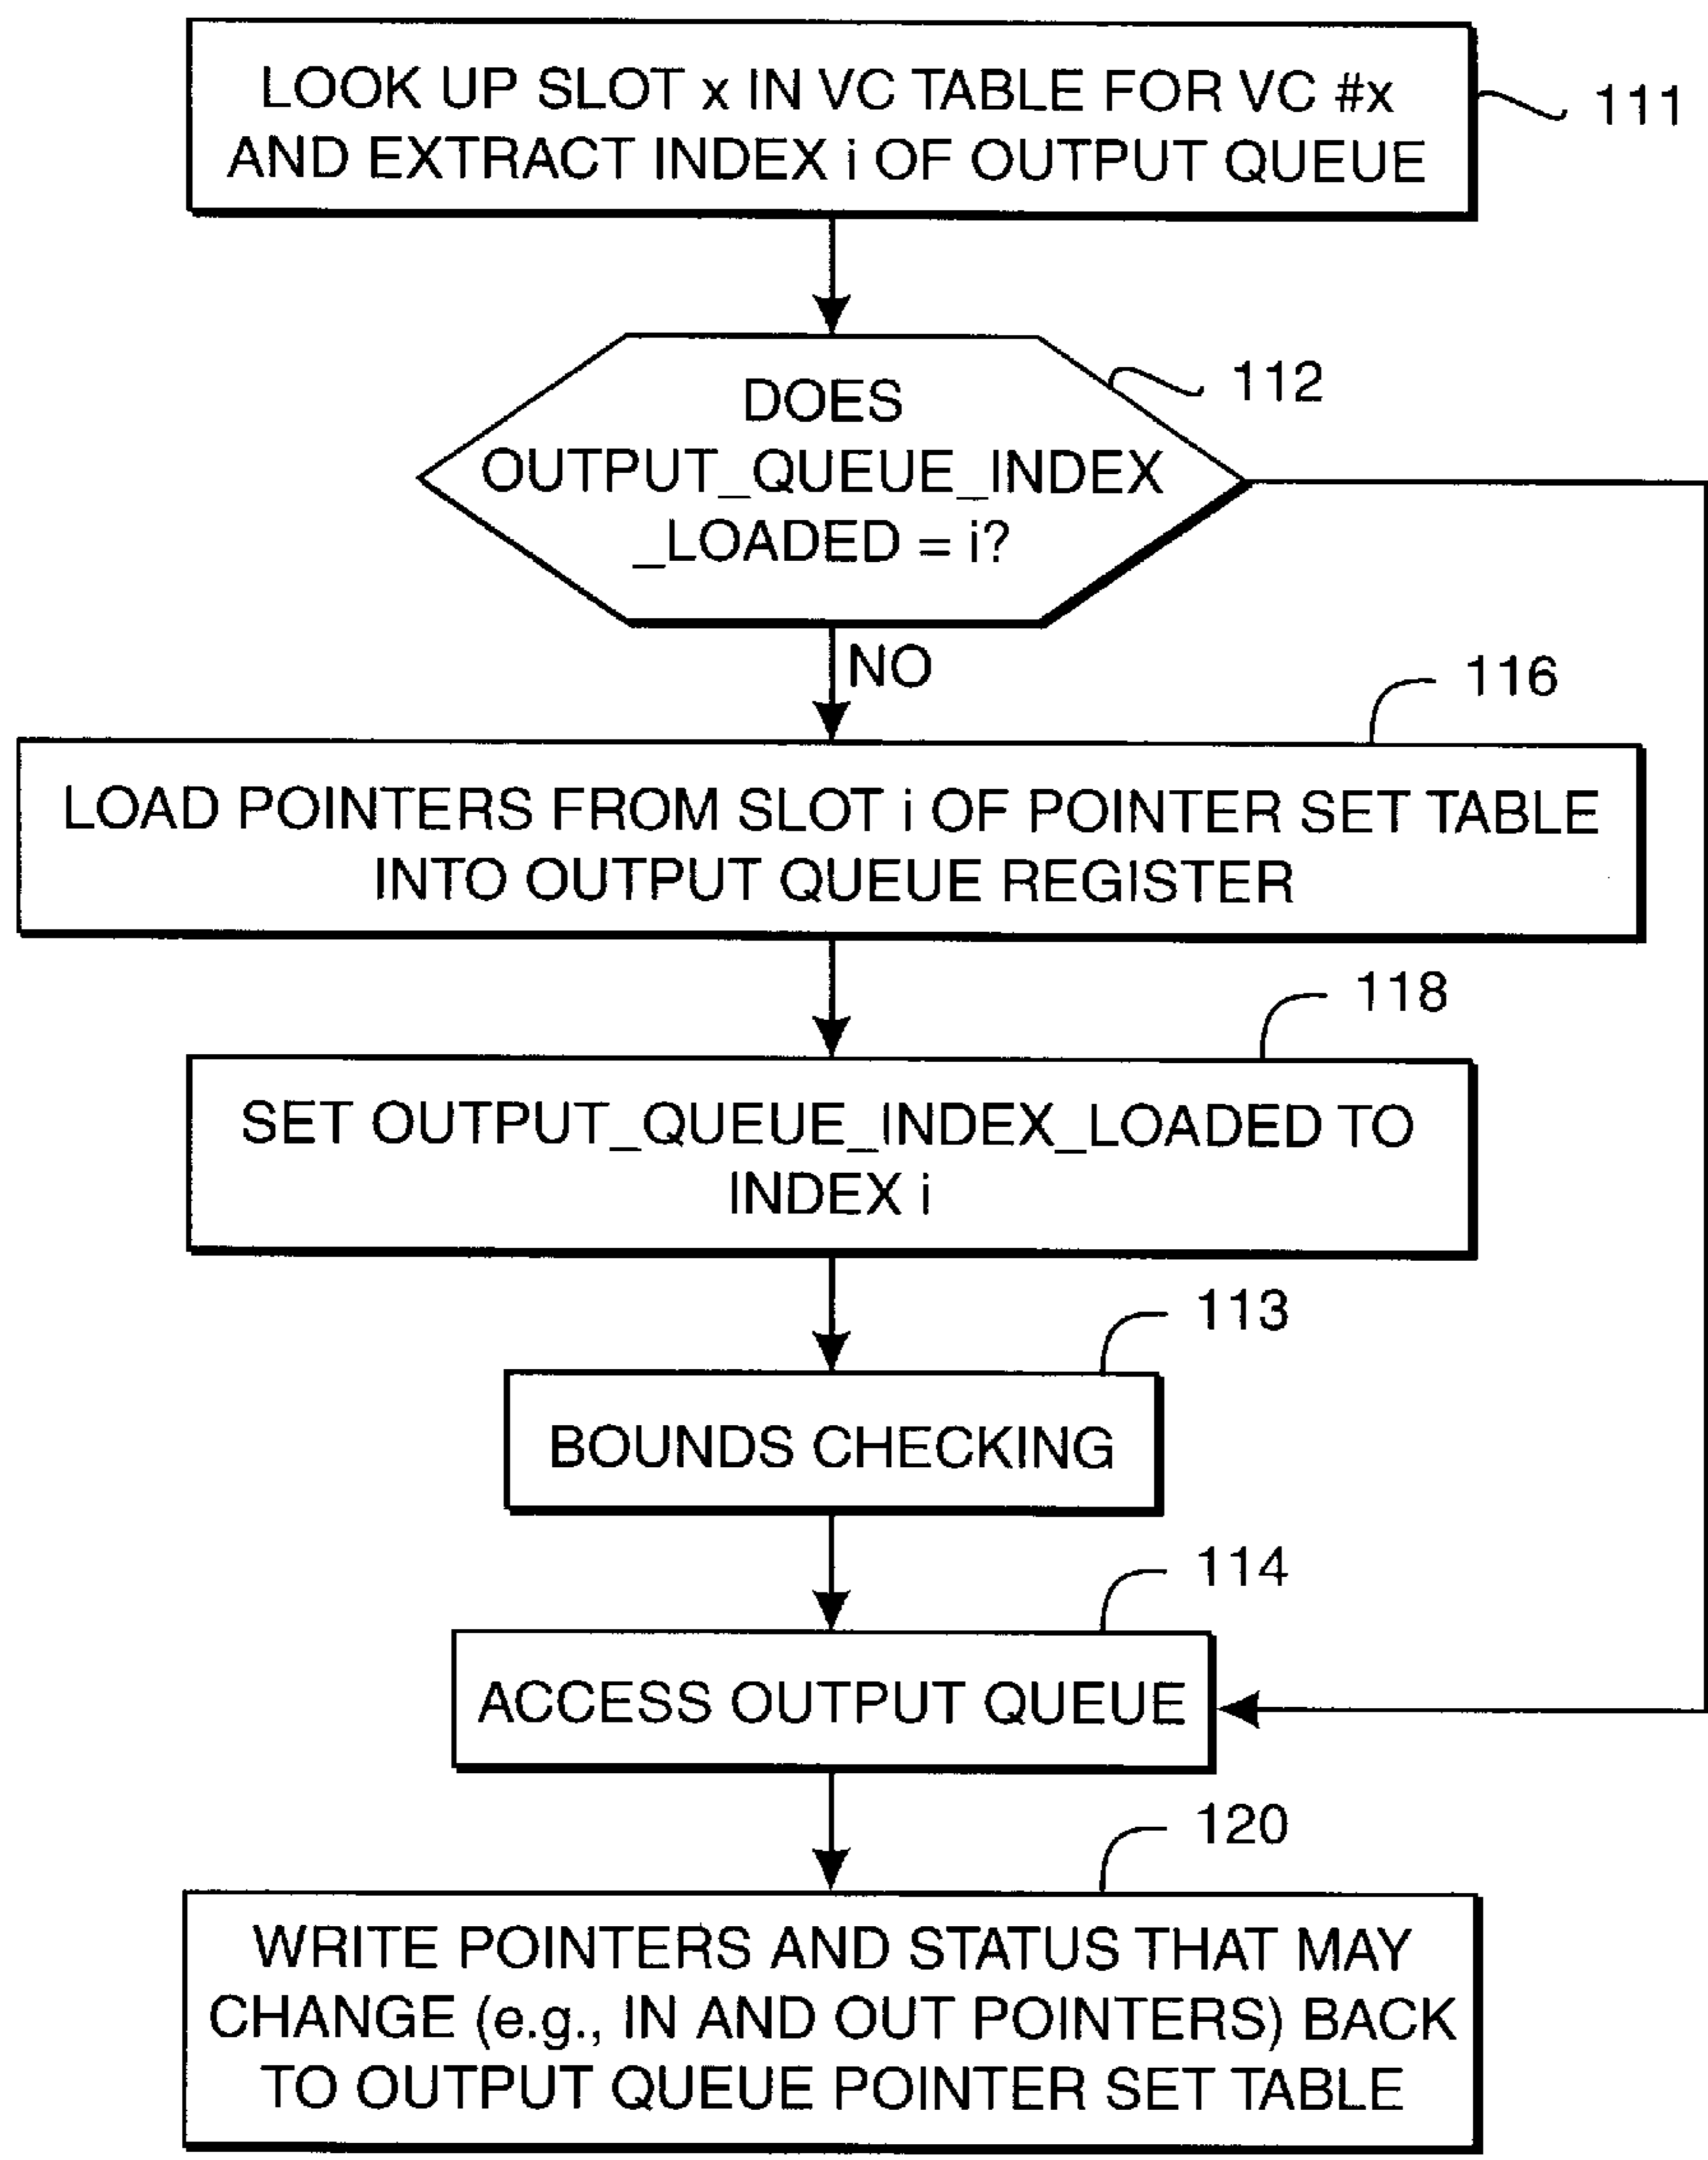 LOOK UP SLOT x IN VC TABLE FOR VC #x
AND EXTRACT INDEX i OF OUTPUT QUEUE
111
DOES
OUTPUT_QUEUE_INDEX
_LOADED = i?
112
NO
116
LOAD POINTERS FROM SLOT i OF POINTER SET TABLE
INTO OUTPUT QUEUE REGISTER
118
SET OUTPUT_QUEUE_INDEX_LOADED TO
INDEX i
113
BOUNDS CHECKING
114
ACCESS OUTPUT QUEUE
120
WRITE POINTERS AND STATUS THAT MAY
CHANGE (e.g., IN AND OUT POINTERS) BACK
TO OUTPUT QUEUE POINTER SET TABLE